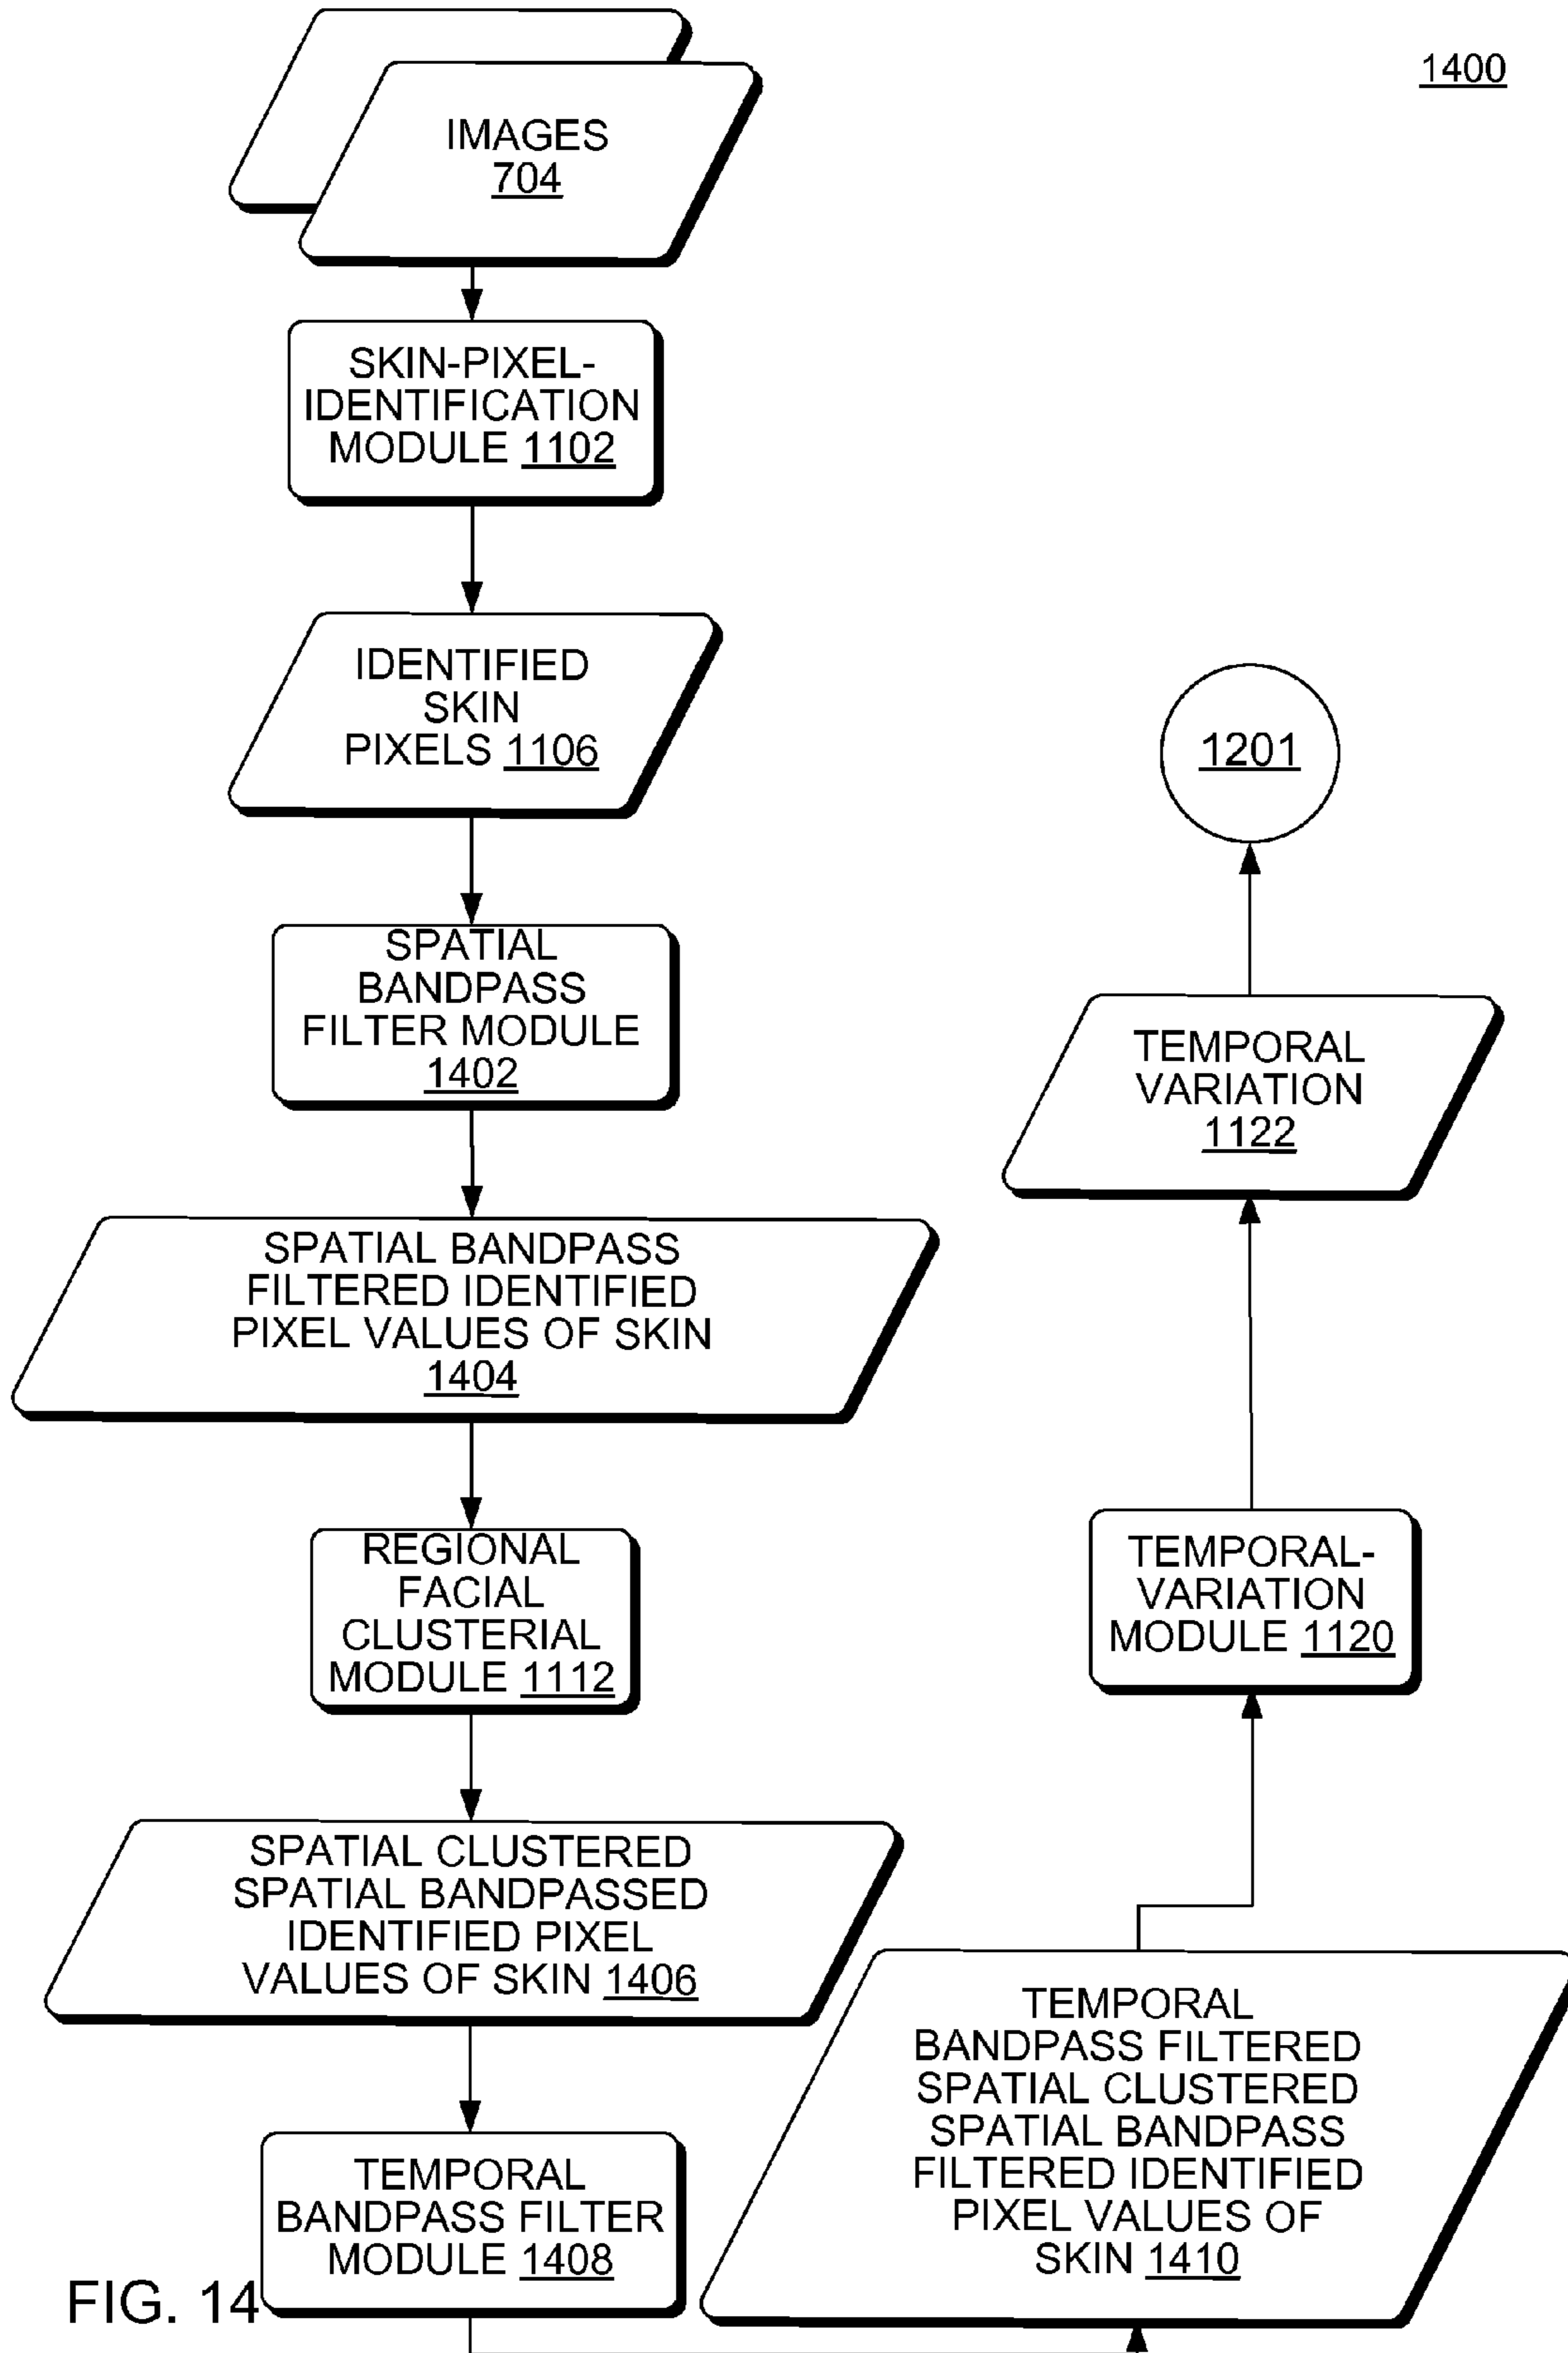 1400
IMAGES
704
SKIN-PIXEL-
IDENTIFICATION
MODULE 1102
IDENTIFIED
SKIN
PIXELS 1106
SPATIAL
BANDPASS
FILTER MODULE
1402
SPATIAL BANDPASS
FILTERED IDENTIFIED
PIXEL VALUES OF SKIN
1404
REGIONAL
FACIAL
CLUSTERIAL
MODULE 1112
SPATIAL CLUSTERED
SPATIAL BANDPASSED
IDENTIFIED PIXEL
VALUES OF SKIN 1406
TEMPORAL
BANDPASS FILTER
MODULE 1408
TEMPORAL
BANDPASS FILTERED
SPATIAL CLUSTERED
SPATIAL BANDPASS
FILTERED IDENTIFIED
PIXEL VALUES OF
SKIN 1410
TEMPORAL-
VARIATION
MODULE 1120
TEMPORAL
VARIATION
1122
1201
FIG. 14